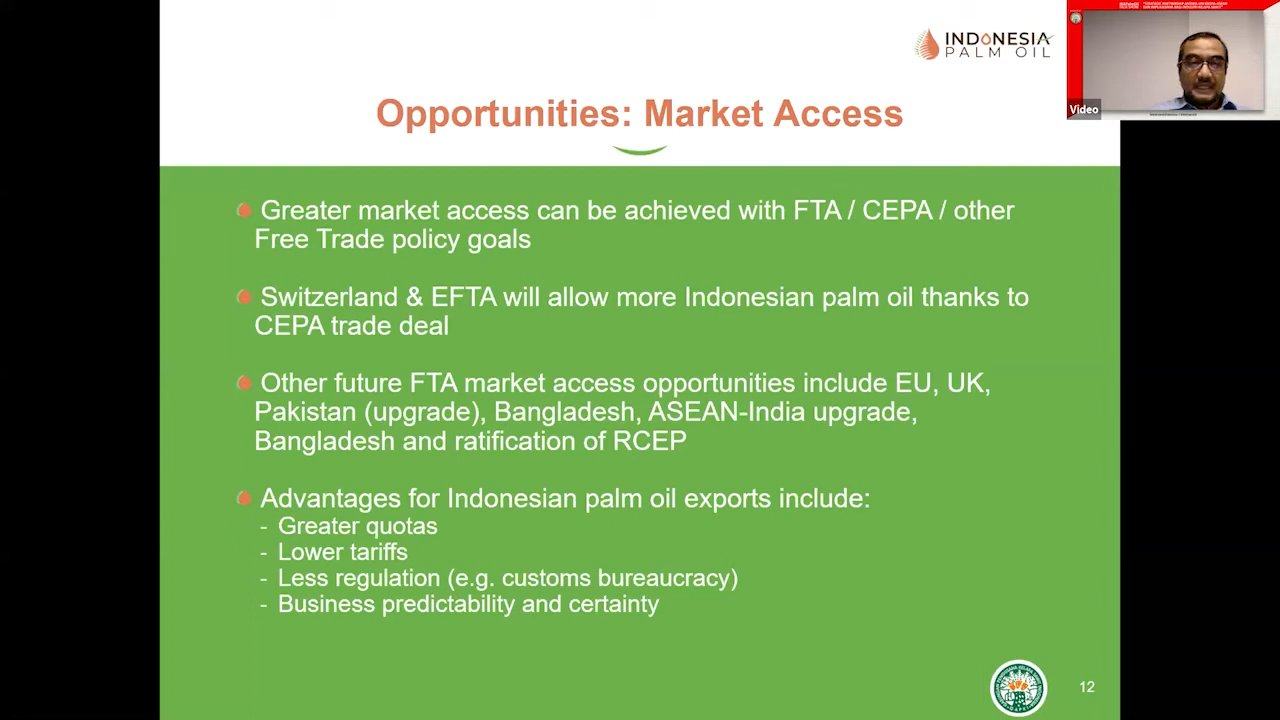 INDONESIA
PALM OIL
Video
Opportunities: Market Access
Greater market access can be achieved with FTA / CEPA / other
Free Trade policy goals
Switzerland & EFTA will allow more Indonesian palm oil thanks to
CEPA trade deal
Other future FTA market access opportunities include EU, UK,
Pakistan (upgrade), Bangladesh, ASEAN-India upgrade,
Bangladesh and ratification of RCEP
Advantages for Indonesian palm oil exports include:
- Greater quotas
- Lower tariffs
- Less regulation (e.g. customs bureaucracy)
- Business predictability and certainty
12